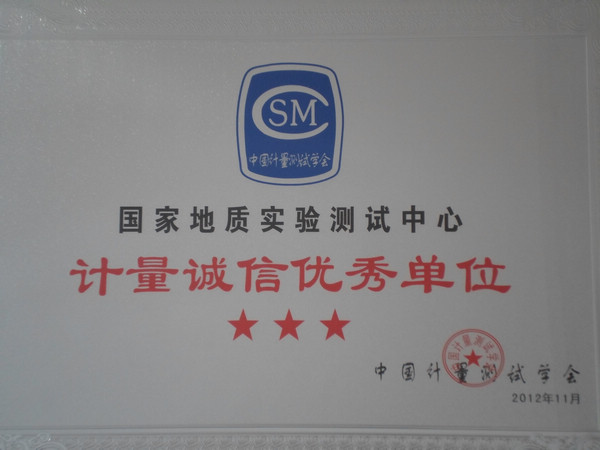 CSM
中国计量测试学会
国家地质实验测试中心
计量诚信优秀单位
中国计量测试学会
2012年11月